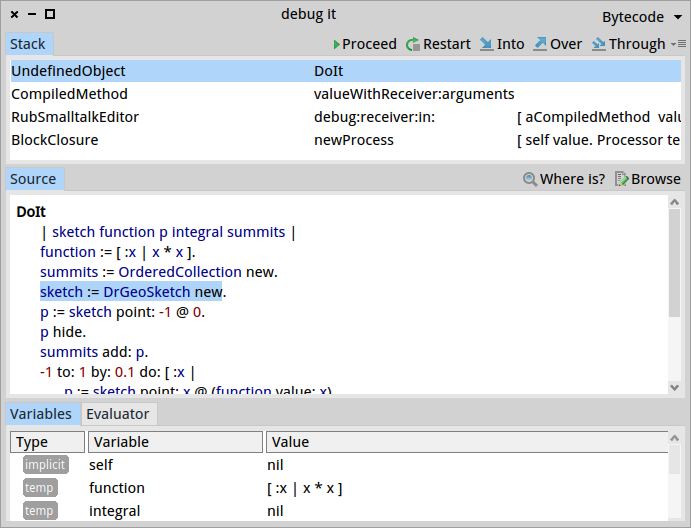 debug it
Bytecode
Stack
Proceed Restart Into Over Through
UndefinedObject DoIt
CompiledMethod valueWithReceiver:arguments
RubSmalltalkEditor debug:receiver:in: [ aCompiledMethod valu
BlockClosure newProcess [ self value. Processor te
Source Where is? Browse
DoIt
| sketch function p integral summits |
function := [ :x | x * x ].
summits := OrderedCollection new.
sketch := DrGeoSketch new.
p := sketch point: -1 @ 0.
p hide.
summits add: p.
-1 to: 1 by: 0.1 do: [ :x |
p := sketch point: x @ (function value: x).
Variables Evaluator
Type Variable Value
implicit self nil
temp function [ :x | x * x ]
temp integral nil